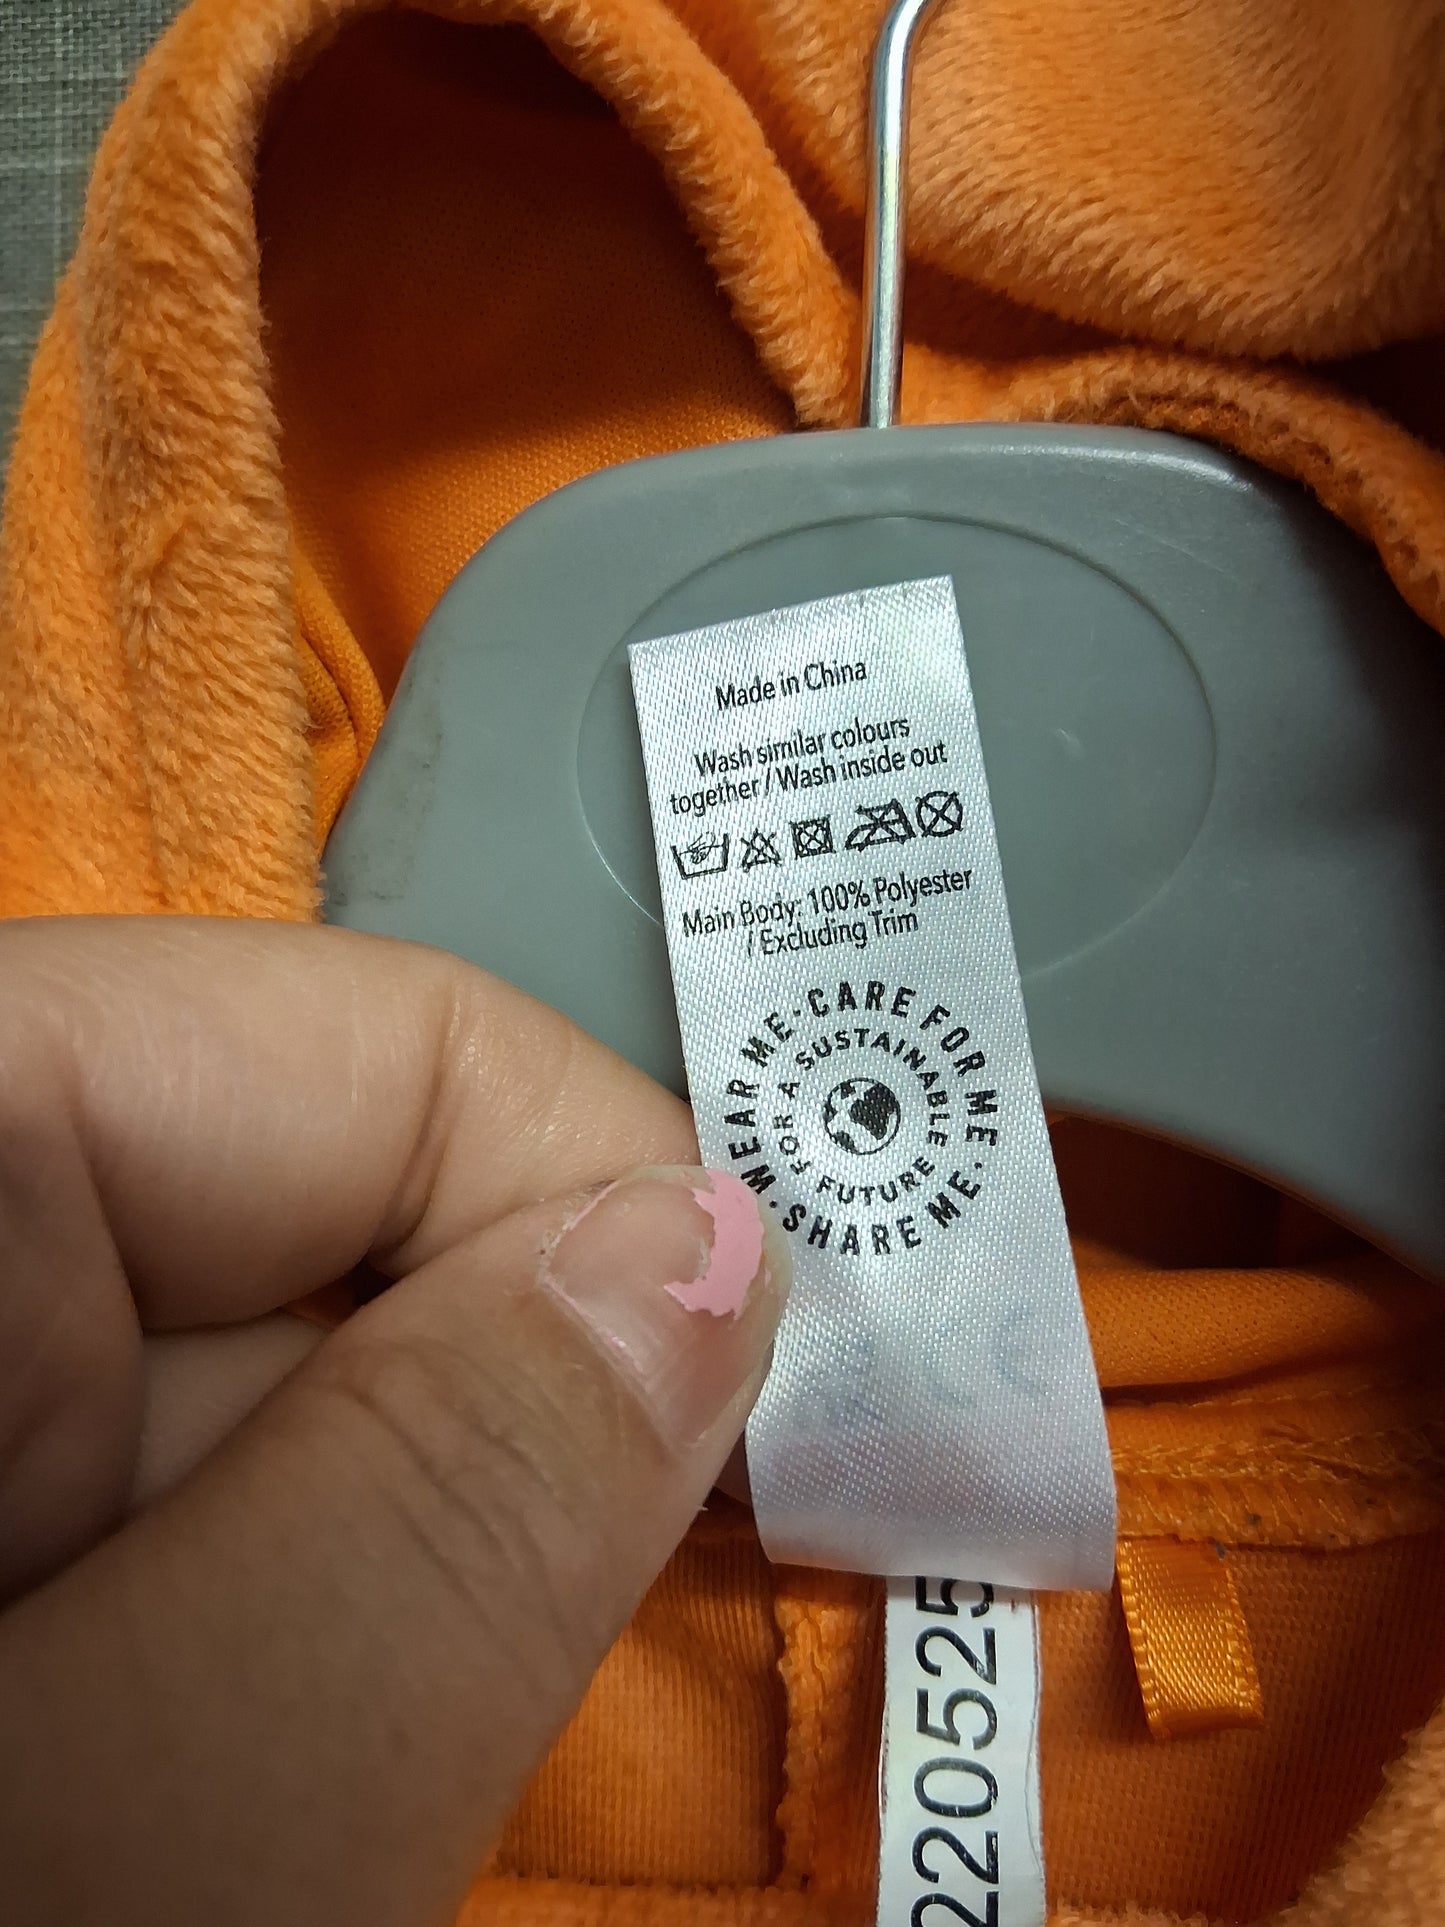 Made in China
Wash similar colours
together / Wash inside out
Main Body: 100% Polyester
/ Excluding Trim
WEAR ME · CARE FOR ME · SHARE ME ·
FOR A SUSTAINABLE FUTURE
2205525